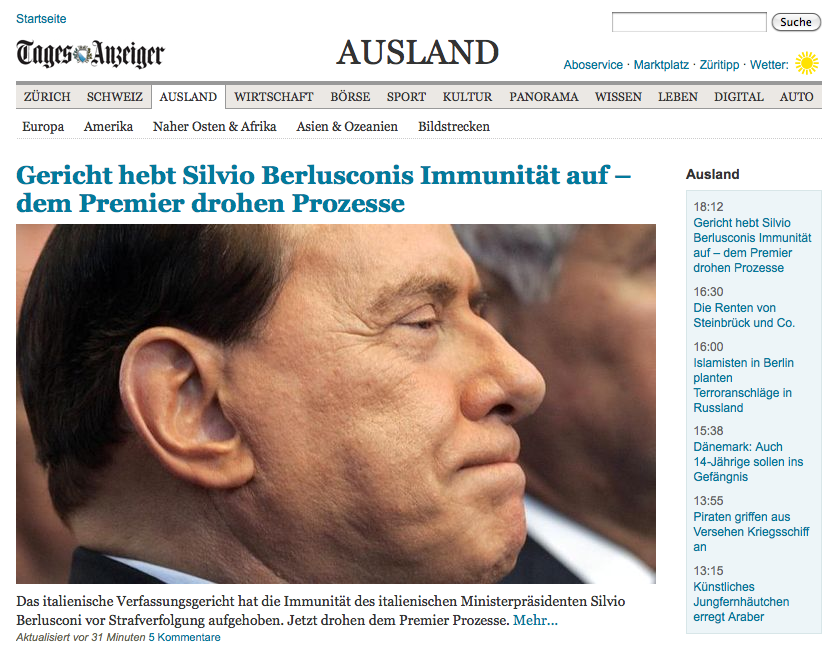 Startseite
Suche
Tages Anzeiger
AUSLAND
Aboservice · Marktplatz · Züritipp · Wetter:
ZÜRICH SCHWEIZ AUSLAND WIRTSCHAFT BÖRSE SPORT KULTUR PANORAMA WISSEN LEBEN DIGITAL AUTO
Europa Amerika Naher Osten & Afrika Asien & Ozeanien Bildstrecken
Gericht hebt Silvio Berlusconis Immunität auf –
dem Premier drohen Prozesse
Das italienische Verfassungsgericht hat die Immunität des italienischen Ministerpräsidenten Silvio
Berlusconi vor Strafverfolgung aufgehoben. Jetzt drohen dem Premier Prozesse. Mehr...
Aktualisiert vor 31 Minuten 5 Kommentare
Ausland
18:12
Gericht hebt Silvio
Berlusconis Immunität
auf – dem Premier
drohen Prozesse
16:30
Die Renten von
Steinbrück und Co.
16:00
Islamisten in Berlin
planten
Terroranschläge in
Russland
15:38
Dänemark: Auch
14-Jährige sollen ins
Gefängnis
13:55
Piraten griffen aus
Versehen Kriegsschiff
an
13:15
Künstliches
Jungfernhäutchen
erregt Araber